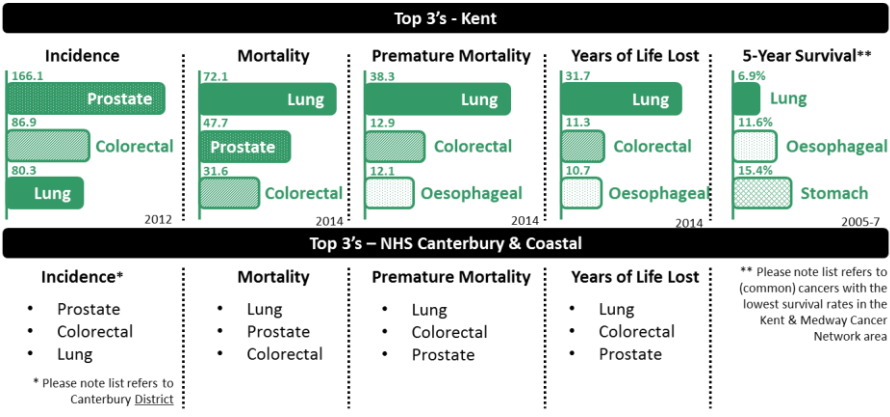 Top 3's - Kent
Incidence
166.1
Prostate
86.9
Colorectal
80.3
Lung
2012
Mortality
72.1
Lung
47.7
Prostate
31.6
Colorectal
2014
Premature Mortality
38.3
Lung
12.9
Colorectal
12.1
Oesophageal
2014
Years of Life Lost
31.7
Lung
11.3
Colorectal
10.7
Oesophageal
2014
5-Year Survival**
6.9%
Lung
11.6%
Oesophageal
15.4%
Stomach
2005-7
Top 3's – NHS Canterbury & Coastal
Incidence*
• Prostate
• Colorectal
• Lung
* Please note list refers to
Canterbury District
Mortality
• Lung
• Prostate
• Colorectal
Premature Mortality
• Lung
• Colorectal
• Prostate
Years of Life Lost
• Lung
• Colorectal
• Prostate
** Please note list refers to
(common) cancers with the
lowest survival rates in the
Kent & Medway Cancer
Network area